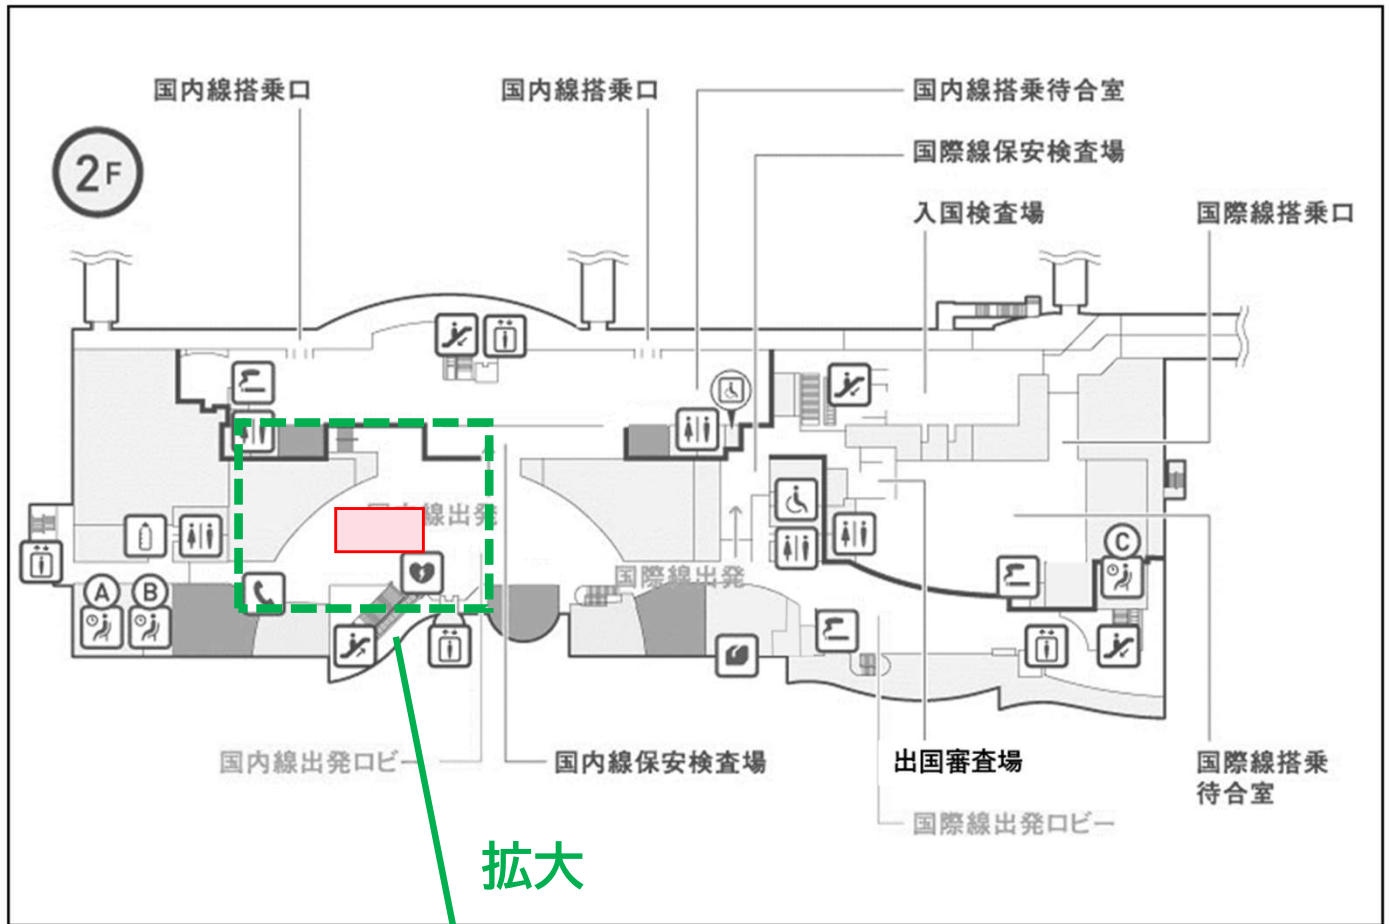 国内線搭乗口
国内線搭乗口
国内線搭乗待合室
国際線保安検査場
2F
入国検査場
国際線搭乗口
線出発
国際線出発
A
B
C
国内線出発ロビー
国内線保安検査場
出国審査場
国際線搭乗
待合室
国際線出発ロビー
拡大